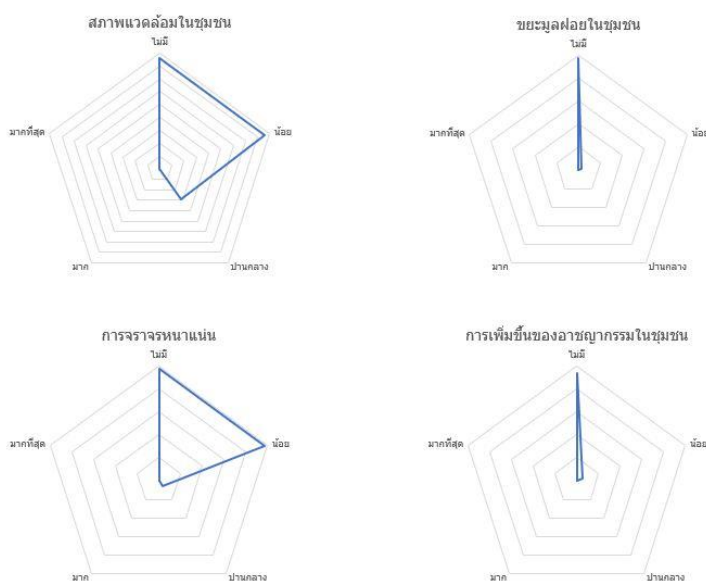 สภาพแวดล้อมในชุมชน
ไม่มี
น้อย
ปานกลาง
มาก
มากที่สุด
ขยะมูลฝอยในชุมชน
ไม่มี
น้อย
ปานกลาง
มาก
มากที่สุด
การจราจรหนาแน่น
ไม่มี
น้อย
ปานกลาง
มาก
มากที่สุด
การเพิ่มขึ้นของอาชญากรรมในชุมชน
ไม่มี
น้อย
ปานกลาง
มาก
มากที่สุด